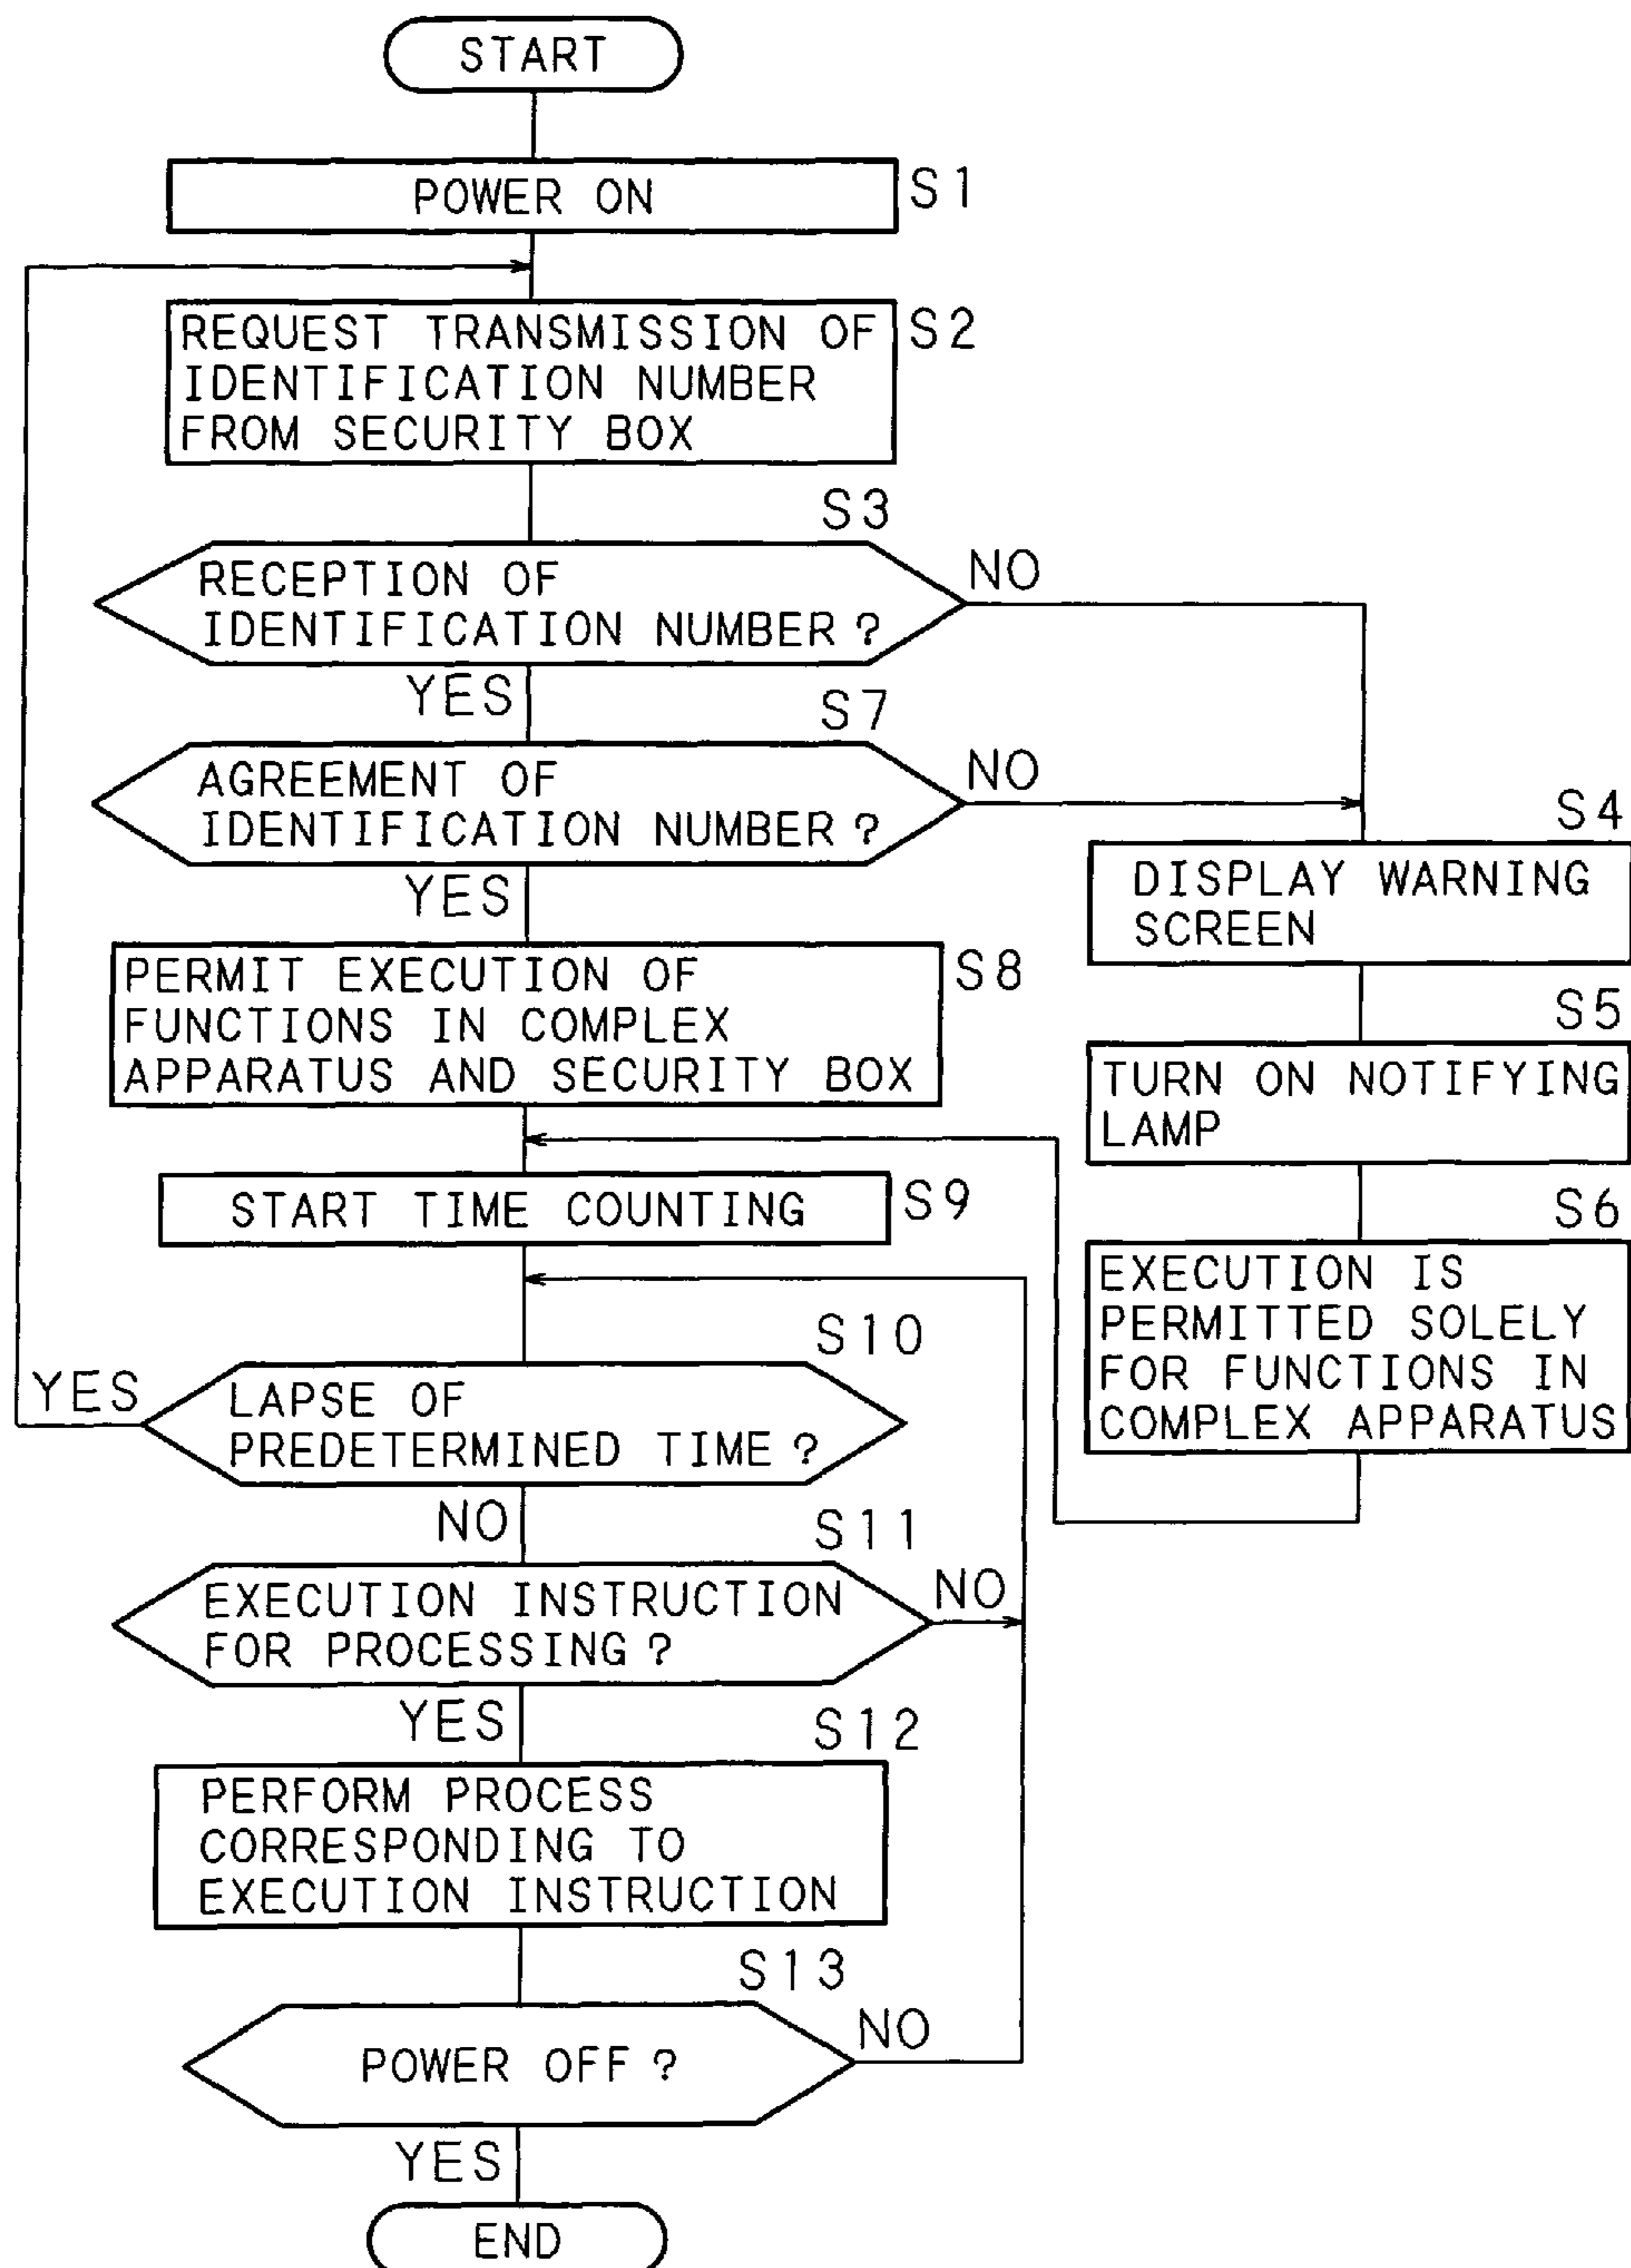 START
POWER ON
S1
REQUEST TRANSMISSION OF
IDENTIFICATION NUMBER
FROM SECURITY BOX
S2
S3
RECEPTION OF
IDENTIFICATION NUMBER?
NO
YES
S7
AGREEMENT OF
IDENTIFICATION NUMBER?
NO
YES
S4
DISPLAY WARNING
SCREEN
S5
TURN ON NOTIFYING
LAMP
S6
EXECUTION IS
PERMITTED SOLELY
FOR FUNCTIONS IN
COMPLEX APPARATUS
PERMIT EXECUTION OF
FUNCTIONS IN COMPLEX
APPARATUS AND SECURITY BOX
S8
START TIME COUNTING
S9
S10
YES
LAPSE OF
PREDETERMINED TIME?
NO
S11
EXECUTION INSTRUCTION
FOR PROCESSING?
NO
YES
S12
PERFORM PROCESS
CORRESPONDING TO
EXECUTION INSTRUCTION
S13
POWER OFF?
NO
YES
END